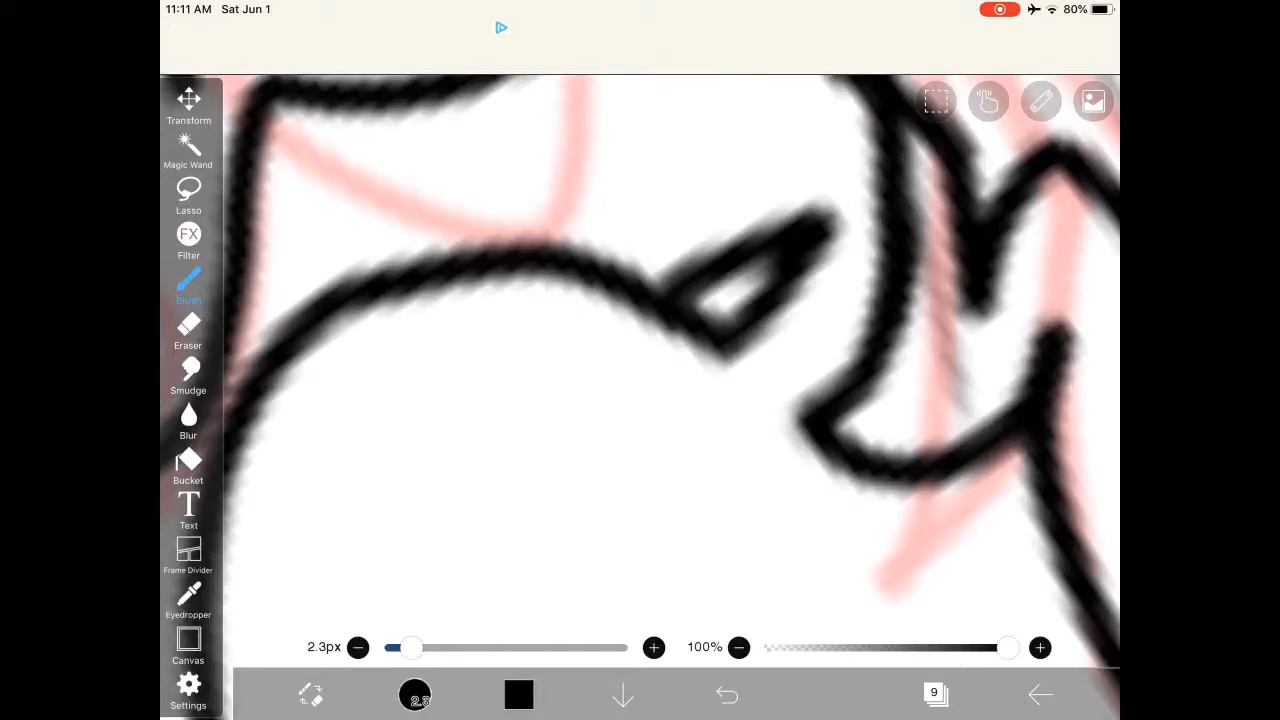 11:11 AM Sat Jun 1
80%
Transform
Magic Wand
Lasso
FX
Filter
Brush
Eraser
Smudge
Blur
Bucket
T
Text
Frame Divider
Eyedropper
Canvas
Settings
2.3px
100%
2.3
9